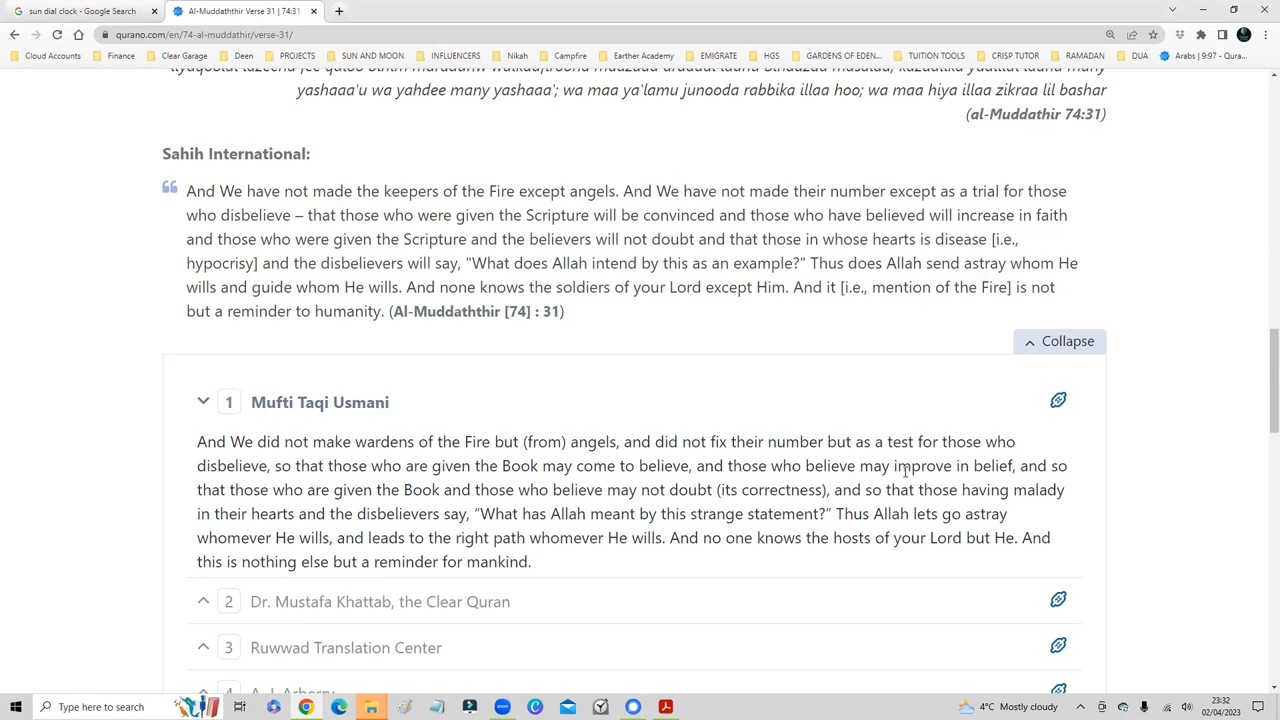 sun dial clock - Google Search
Al-Muddaththir Verse 31 | 74:31
qurano.com/en/74-al-muddathir/verse-31/
Cloud Accounts Finance Clear Garage Deen PROJECTS SUN AND MOON INFLUENCERS Nikah Campfire Earther Academy EMIGRATE HGS GARDENS OF EDEN... TUITION TOOLS CRISP TUTOR RAMADAN DUA Arabs | 9:97 - Qura...
yashaaa'u wa yahdee many yashaaa'; wa maa ya'lamu junooda rabbika illaa hoo; wa maa hiya illaa zikraa lil bashar
(al-Muddathir 74:31)
Sahih International:
And We have not made the keepers of the Fire except angels. And We have not made their number except as a trial for those
who disbelieve – that those who were given the Scripture will be convinced and those who have believed will increase in faith
and those who were given the Scripture and the believers will not doubt and that those in whose hearts is disease [i.e.,
hypocrisy] and the disbelievers will say, "What does Allah intend by this as an example?" Thus does Allah send astray whom He
wills and guide whom He wills. And none knows the soldiers of your Lord except Him. And it [i.e., mention of the Fire] is not
but a reminder to humanity. (Al-Muddaththir [74] : 31)
Collapse
1 Mufti Taqi Usmani
And We did not make wardens of the Fire but (from) angels, and did not fix their number but as a test for those who
disbelieve, so that those who are given the Book may come to believe, and those who believe may improve in belief, and so
that those who are given the Book and those who believe may not doubt (its correctness), and so that those having malady
in their hearts and the disbelievers say, “What has Allah meant by this strange statement?” Thus Allah lets go astray
whomever He wills, and leads to the right path whomever He wills. And no one knows the hosts of your Lord but He. And
this is nothing else but a reminder for mankind.
2 Dr. Mustafa Khattab, the Clear Quran
3 Ruwwad Translation Center
4 A. J. Arberry
Type here to search
4°C Mostly cloudy
23:32
02/04/2023